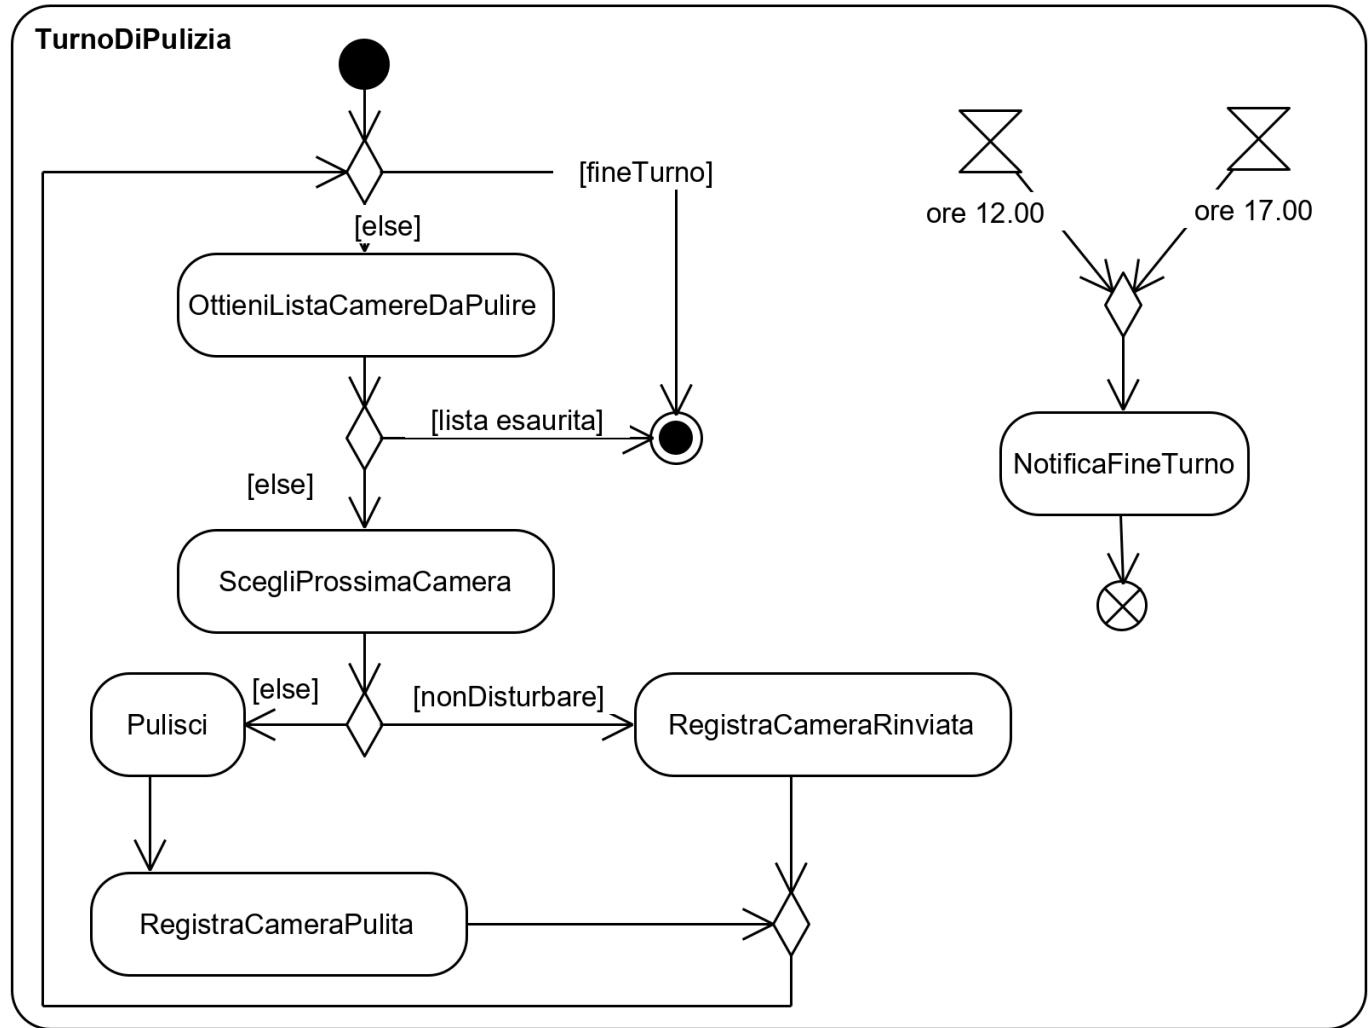 TurnoDiPulizia
[fineTurno]
ore 12.00
ore 17.00
[else]
OttieniListaCamereDaPulire
[lista esaurita]
NotificaFineTurno
[else]
ScegliProssimaCamera
[else]
[nonDisturbare]
Pulisci
RegistraCameraRinviata
RegistraCameraPulita